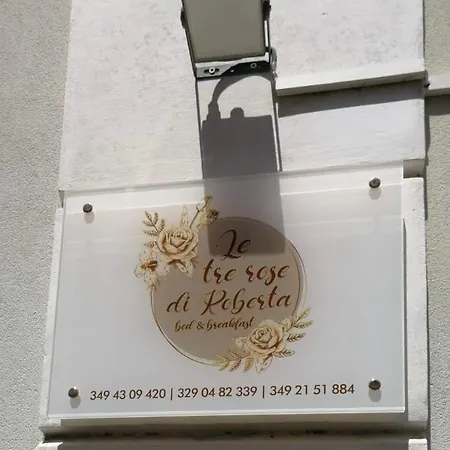 Le
tre rose
di Roberta
bed & breakfast
349 43 09 420 | 329 04 82 339 | 349 21 51 884